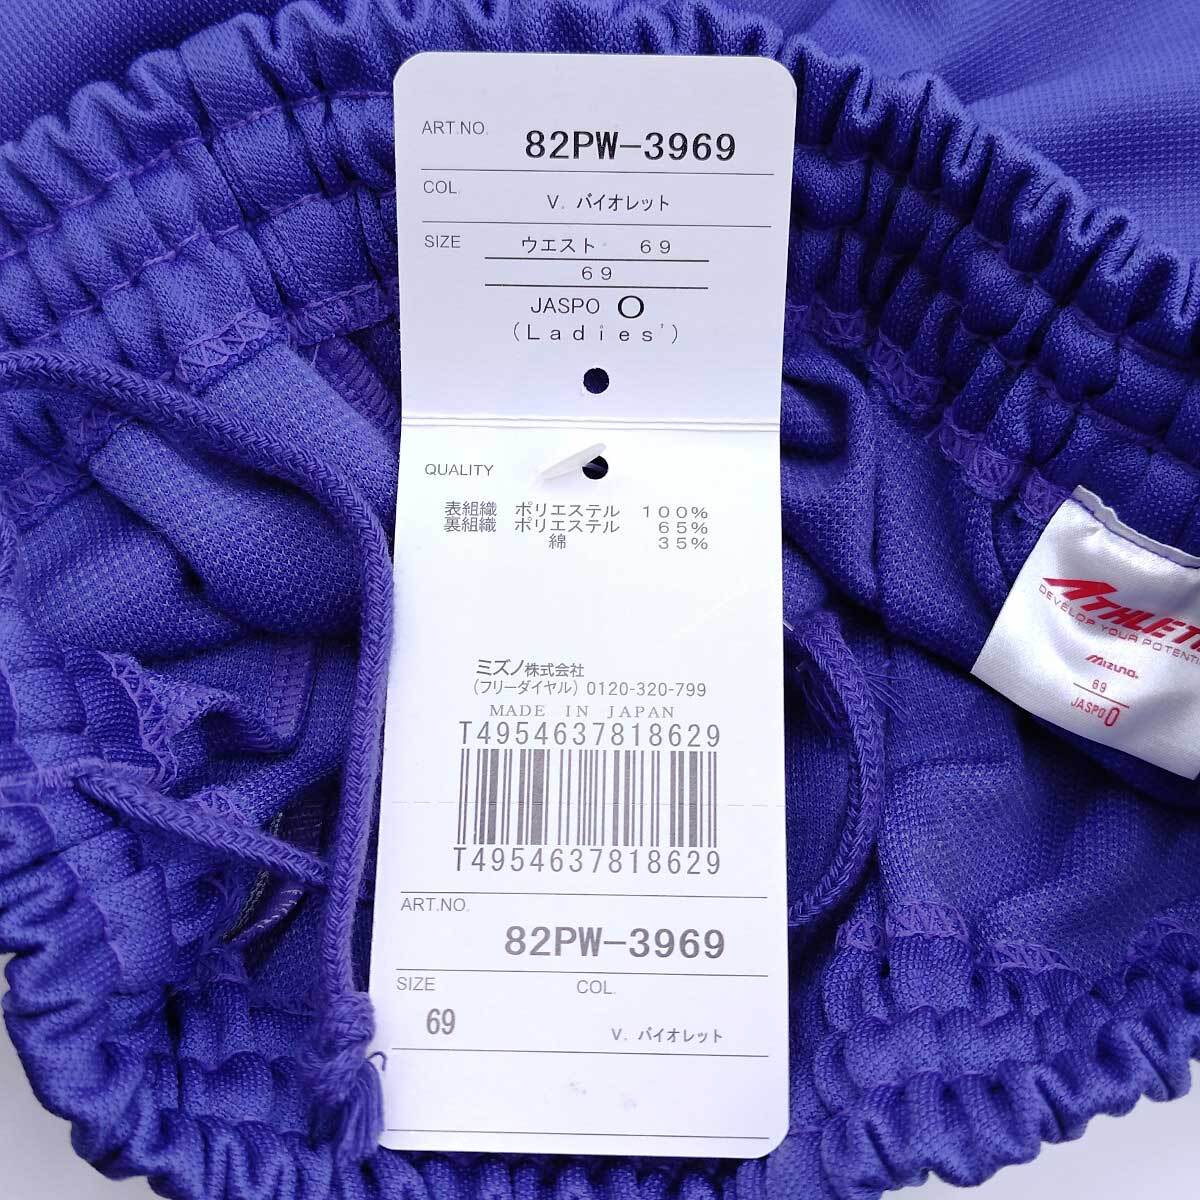 ART.NO. 82PW-3969
COL. V. バイオレット
SIZE ウエスト 69
69
JASPO O
(Ladies')
QUALITY
表組織 ポリエステル 100%
裏組織 ポリエステル 65%
綿 35%
ミズノ株式会社
(フリーダイヤル) 0120-320-799
MADE IN JAPAN
T4954637818629
T4954637818629
ART.NO.
82PW-3969
SIZE COL.
69 V. バイオレット
DEVELOP YOUR
mizuno
69
JASPO O